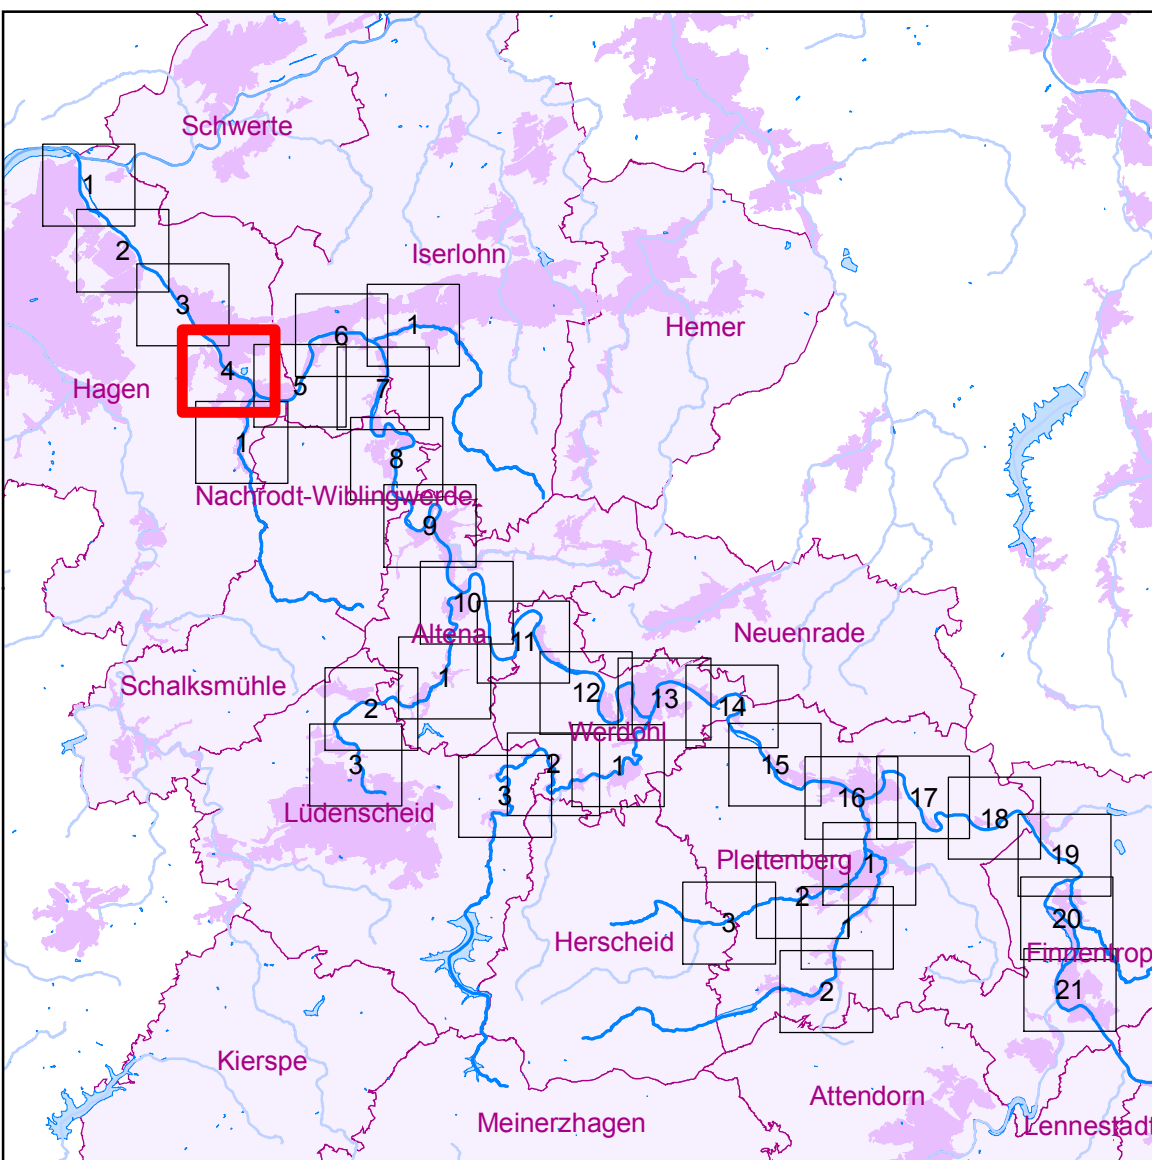 Schwerte
1
2
Iserlohn
3
6
1
Hemer
4
5
7
Hagen
1
8
Nachrodt-Wiblingwerde
9
10
Altena
11
Neuenrade
1
Schalksmühle
12
13
2
14
Werdohl
3
2
1
15
3
16
17
Lüdenscheid
18
19
Plettenberg
1
2
3
1
20
Herscheid
Finnentrop
2
21
Kierspe
Attendorn
Meinerzhagen
Lennestadt